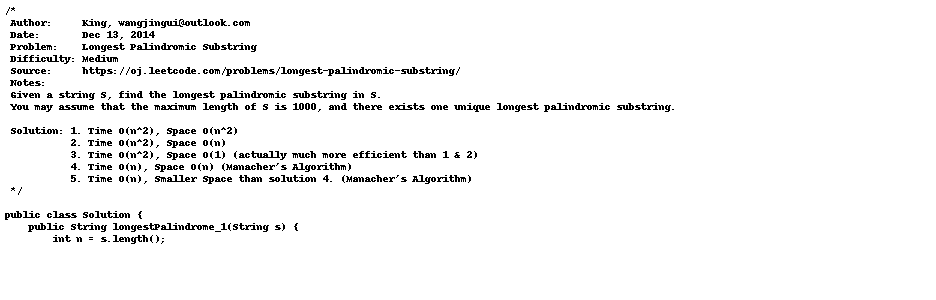 /*
 Author:     King, wangjingui@outlook.com
 Date:       Dec 13, 2014
 Problem:    Longest Palindromic Substring
 Difficulty: Medium
 Source:     https://oj.leetcode.com/problems/longest-palindromic-substring/
 Notes:
 Given a string S, find the longest palindromic substring in S.
 You may assume that the maximum length of S is 1000, and there exists one unique longest palindromic substring.

 Solution: 1. Time O(n^2), Space O(n^2)
           2. Time O(n^2), Space O(n)
           3. Time O(n^2), Space O(1) (actually much more efficient than 1 & 2)
           4. Time O(n), Space O(n) (Manacher's Algorithm)
           5. Time O(n), Smaller Space than solution 4. (Manacher's Algorithm)
 */

public class Solution {
    public String longestPalindrome_1(String s) {
        int n = s.length();